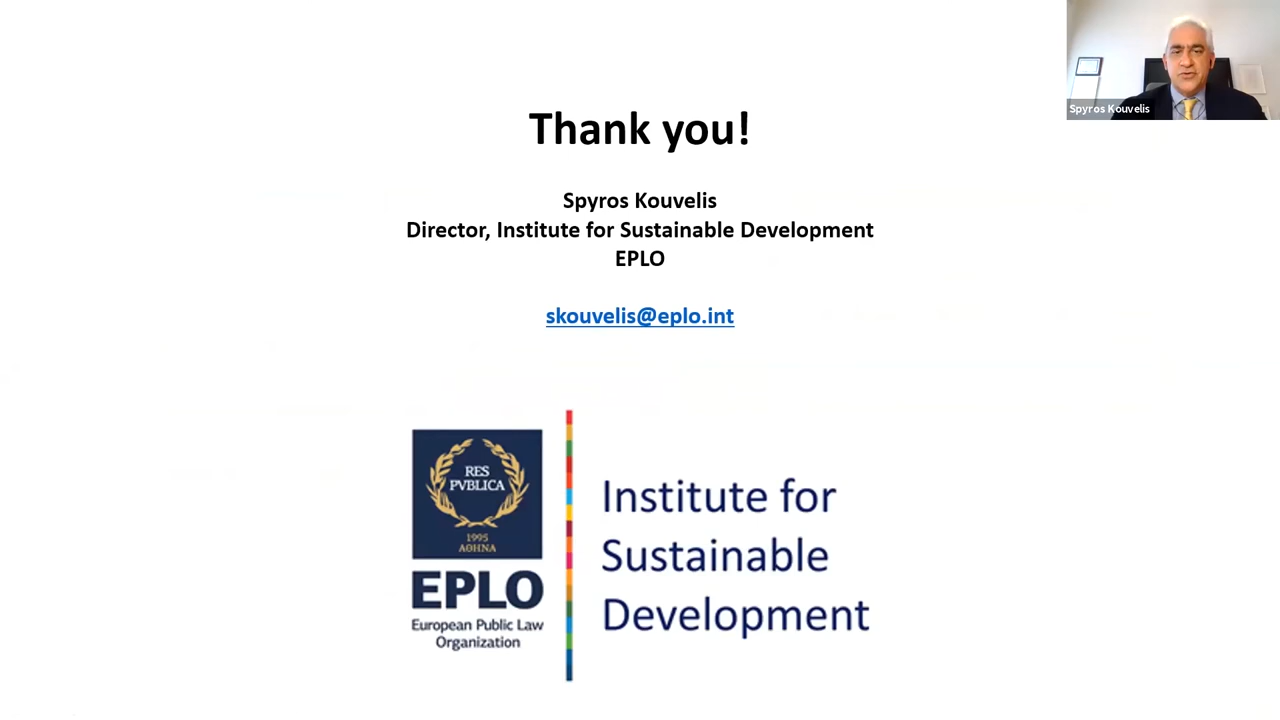 Thank you!
Spyros Kouvelis
Director, Institute for Sustainable Development
EPLO
skouvelis@eplo.int
Spyros Kouvelis
RES
PVBLICA
1995
ΑΘΗΝΑ
EPLO
European Public Law
Organization
Institute for
Sustainable
Development